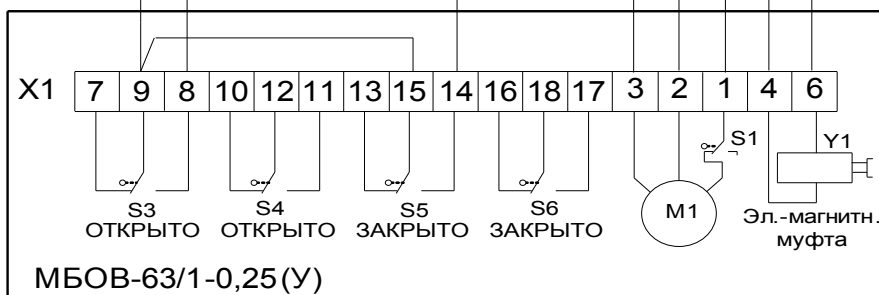 X1 7 9 8 10 12 11 13 15 14 16 18 17 3 2 1 4 6
S1 Y1
S3 S4 S5 S6 M1 Эл.-магнитн.
ОТКРЫТО ОТКРЫТО ЗАКРЫТО ЗАКРЫТО муфта
МБОВ-63/1-0,25(У)